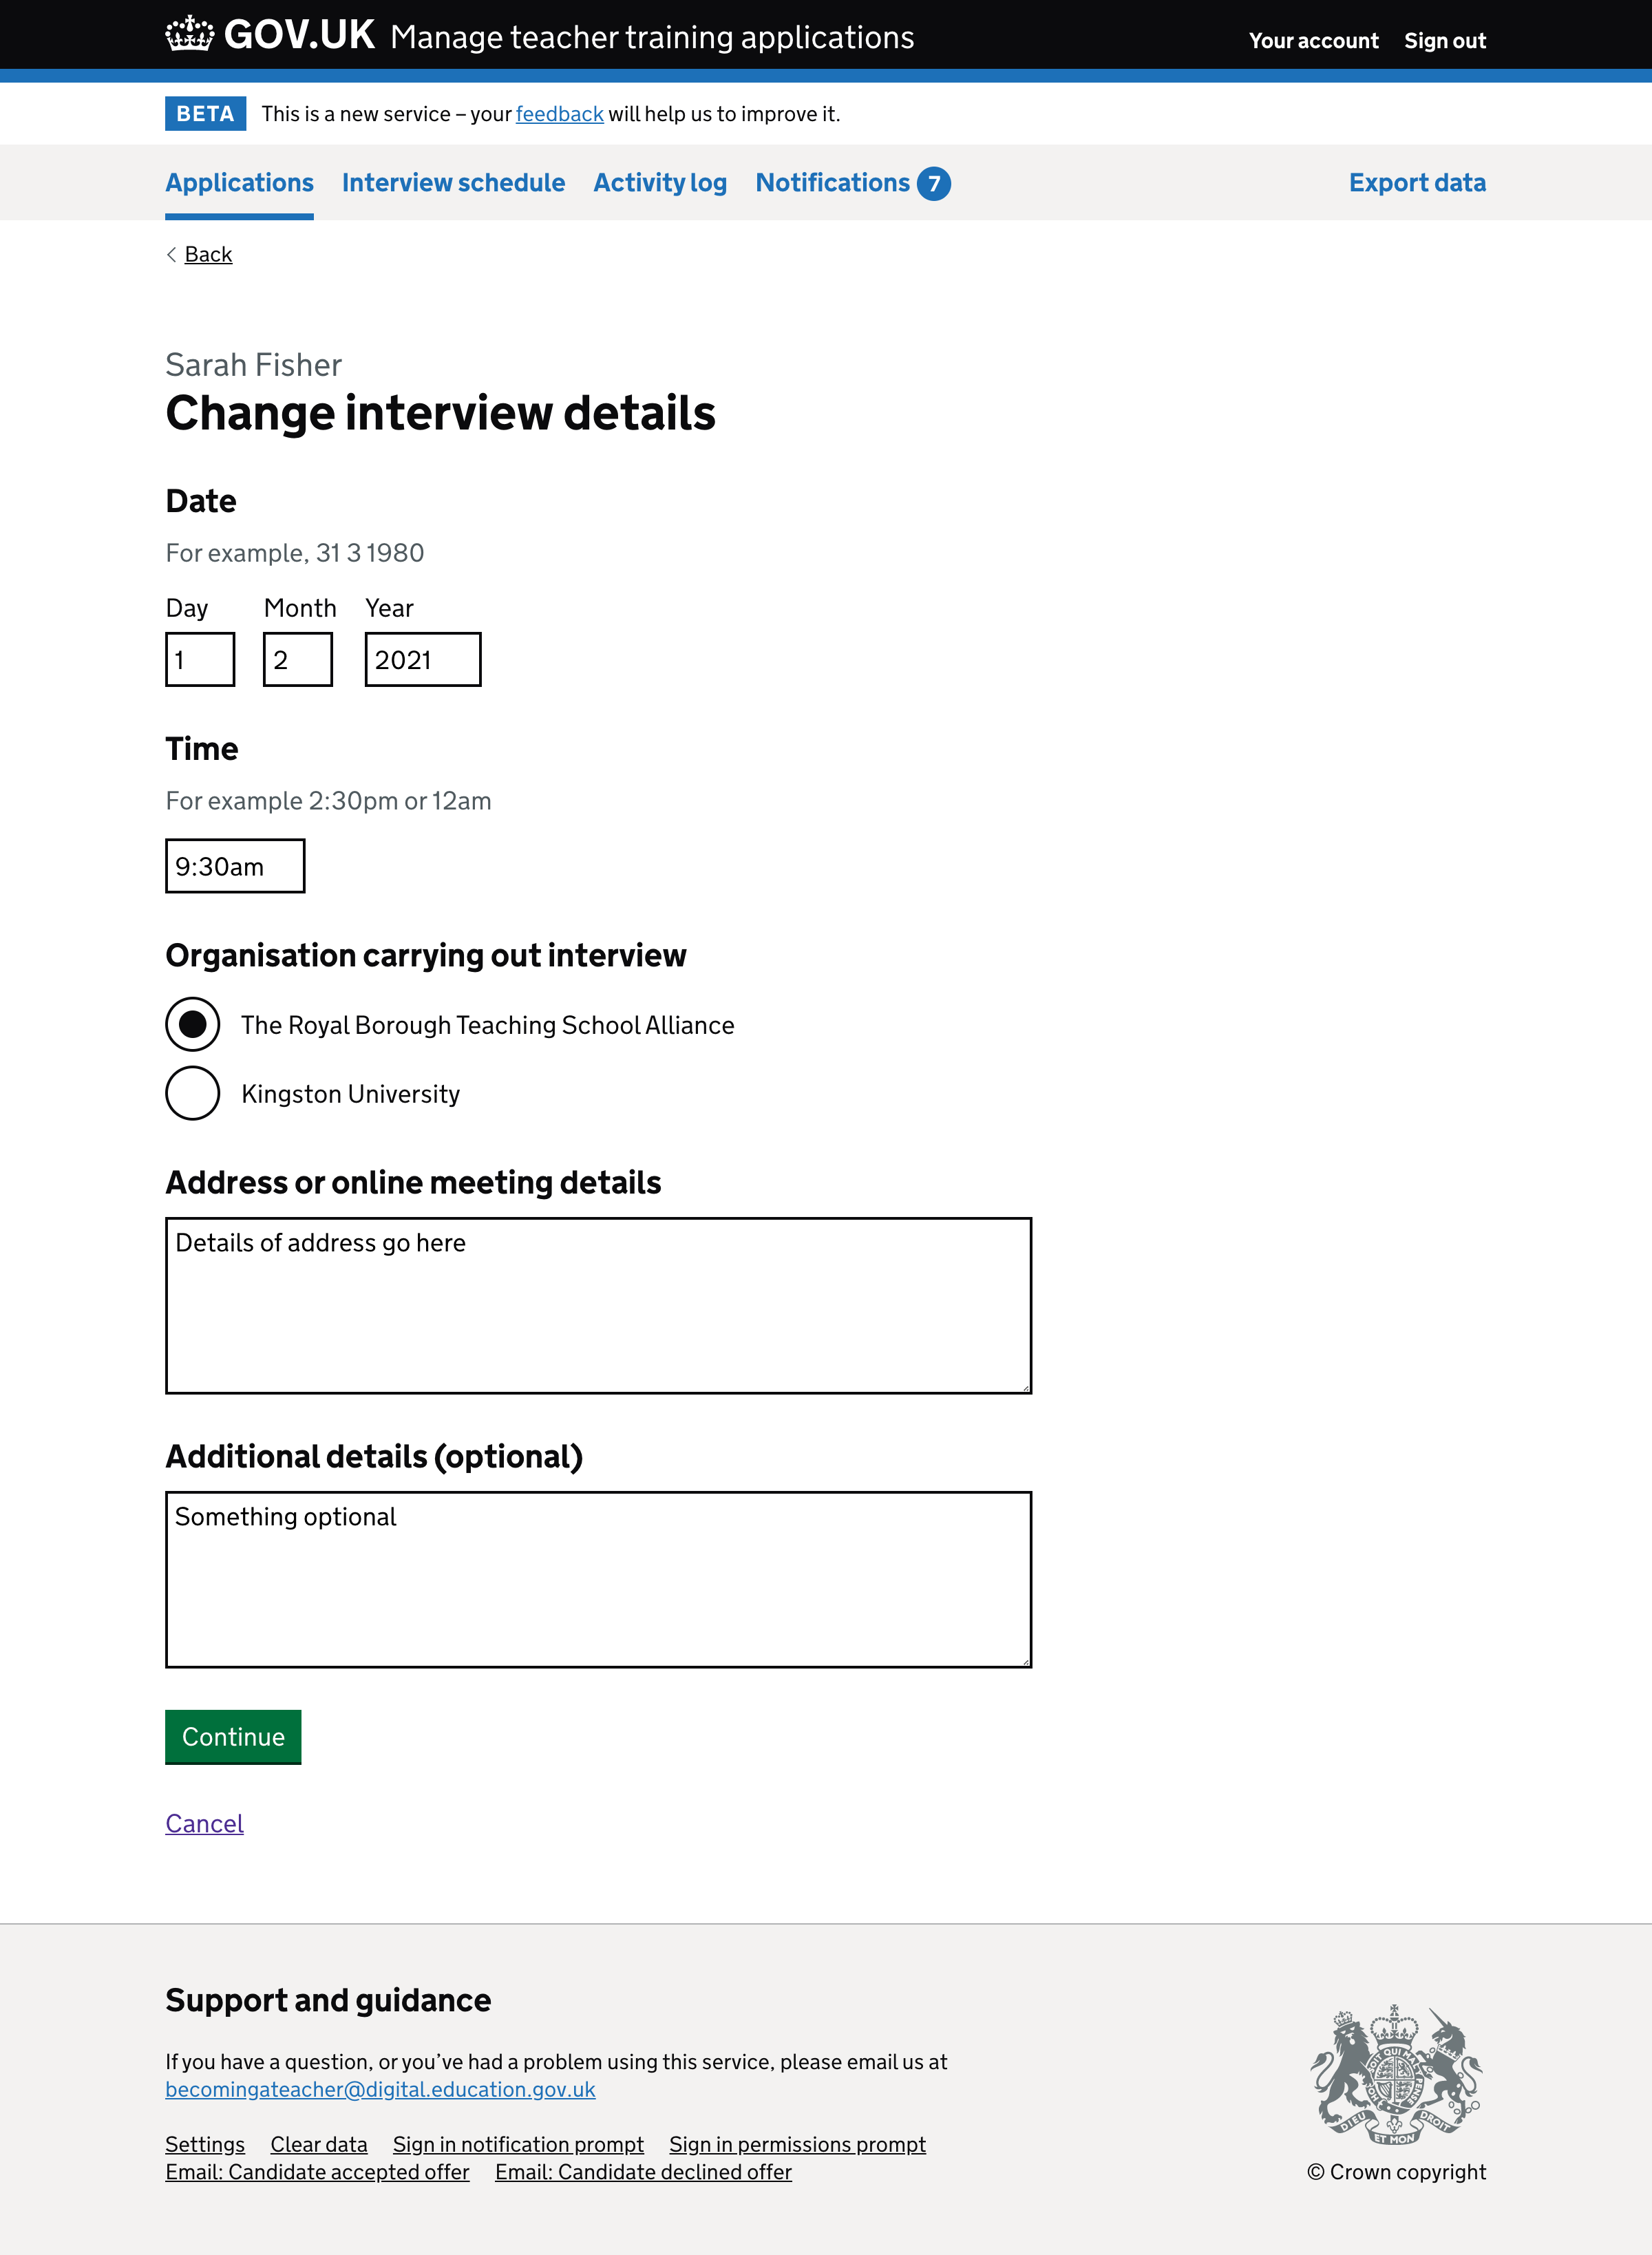 GOV.UK Manage teacher training applications Your account Sign out
BETA This is a new service – your feedback will help us to improve it.
Applications Interview schedule Activity log Notifications 7 Export data
Back
Sarah Fisher
Change interview details
Date
For example, 31 3 1980
Day Month Year
1 2 2021
Time
For example 2:30pm or 12am
9:30am
Organisation carrying out interview
The Royal Borough Teaching School Alliance
Kingston University
Address or online meeting details
Details of address go here
Additional details (optional)
Something optional
Continue
Cancel
Support and guidance
If you have a question, or you’ve had a problem using this service, please email us at
becomingateacher@digital.education.gov.uk
Settings Clear data Sign in notification prompt Sign in permissions prompt
Email: Candidate accepted offer Email: Candidate declined offer
DIEU ET MON DROIT
© Crown copyright